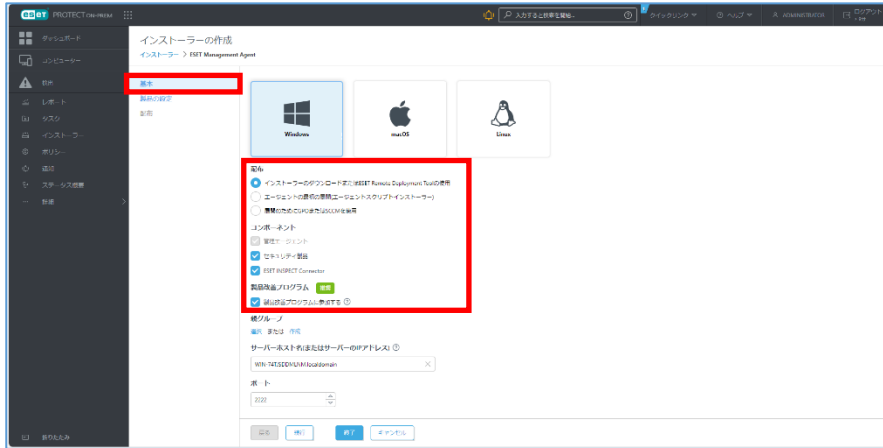 eset PROTECT ON-PREM
入力すると検索を開始...
クイックリンク
ヘルプ
ADMINISTRATOR
ログアウト
ダッシュボード
コンピューター
検出
レポート
タスク
インストーラー
ポリシー
通知
ステータス概要
詳細
折りたたみ
インストーラーの作成
インストーラー > ESET Management Agent
基本
製品の設定
配布
Windows
macOS
Linux
配布
インストーラーのダウンロードまたはESET Remote Deployment Toolの使用
エージェントの最初の展開(エージェントスクリプトインストーラー)
展開のためにGPOまたはSCCMを使用
コンポーネント
管理エージェント
セキュリティ製品
ESET INSPECT Connector
製品改善プログラム 重要
製品改善プログラムに参加する
親グループ
選択 または 作成
サーバーホスト名(またはサーバーのIPアドレス)
ポート
2222
戻る
続行
終了
キャンセル